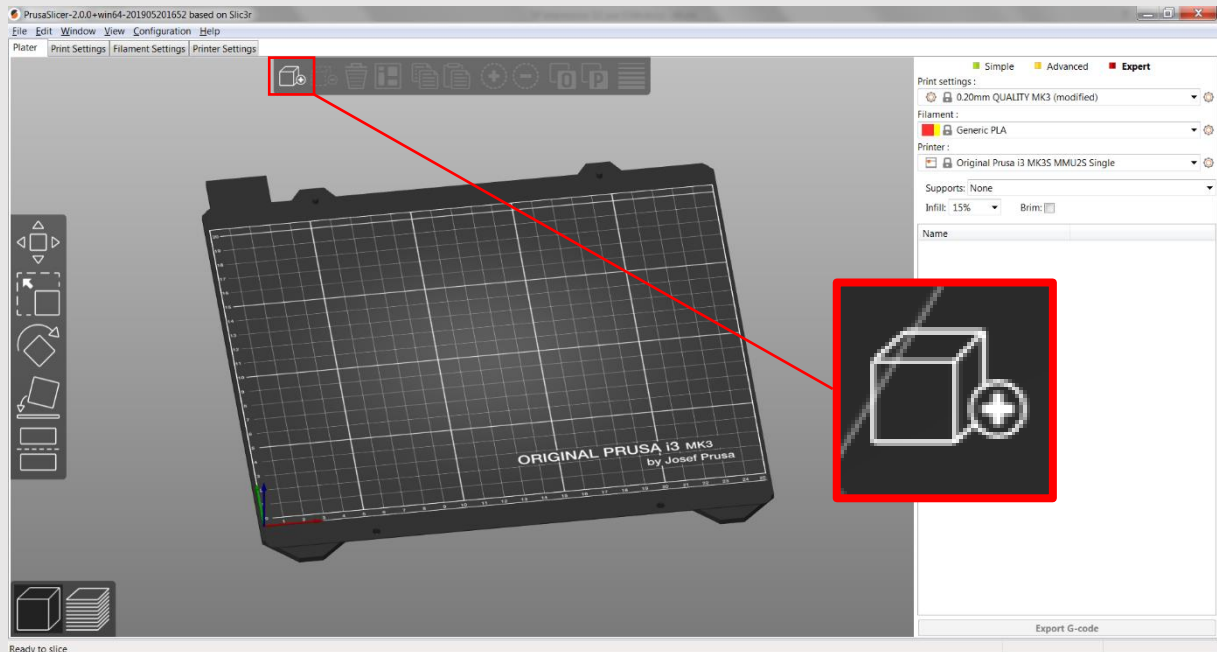 PrusaSlicer-2.0.0+win64-201905201652 based on Slic3r
File Edit Window View Configuration Help
Plater Print Settings Filament Settings Printer Settings
Simple Advanced Expert
Print settings :
0.20mm QUALITY MK3 (modified)
Filament :
Generic PLA
Printer :
Original Prusa i3 MK3S MMU2S Single
Supports: None
Infill: 15% Brim:
Name
O P
ORIGINAL PRUSA i3 MK3
by Josef Prusa
Export G-code
Ready to slice